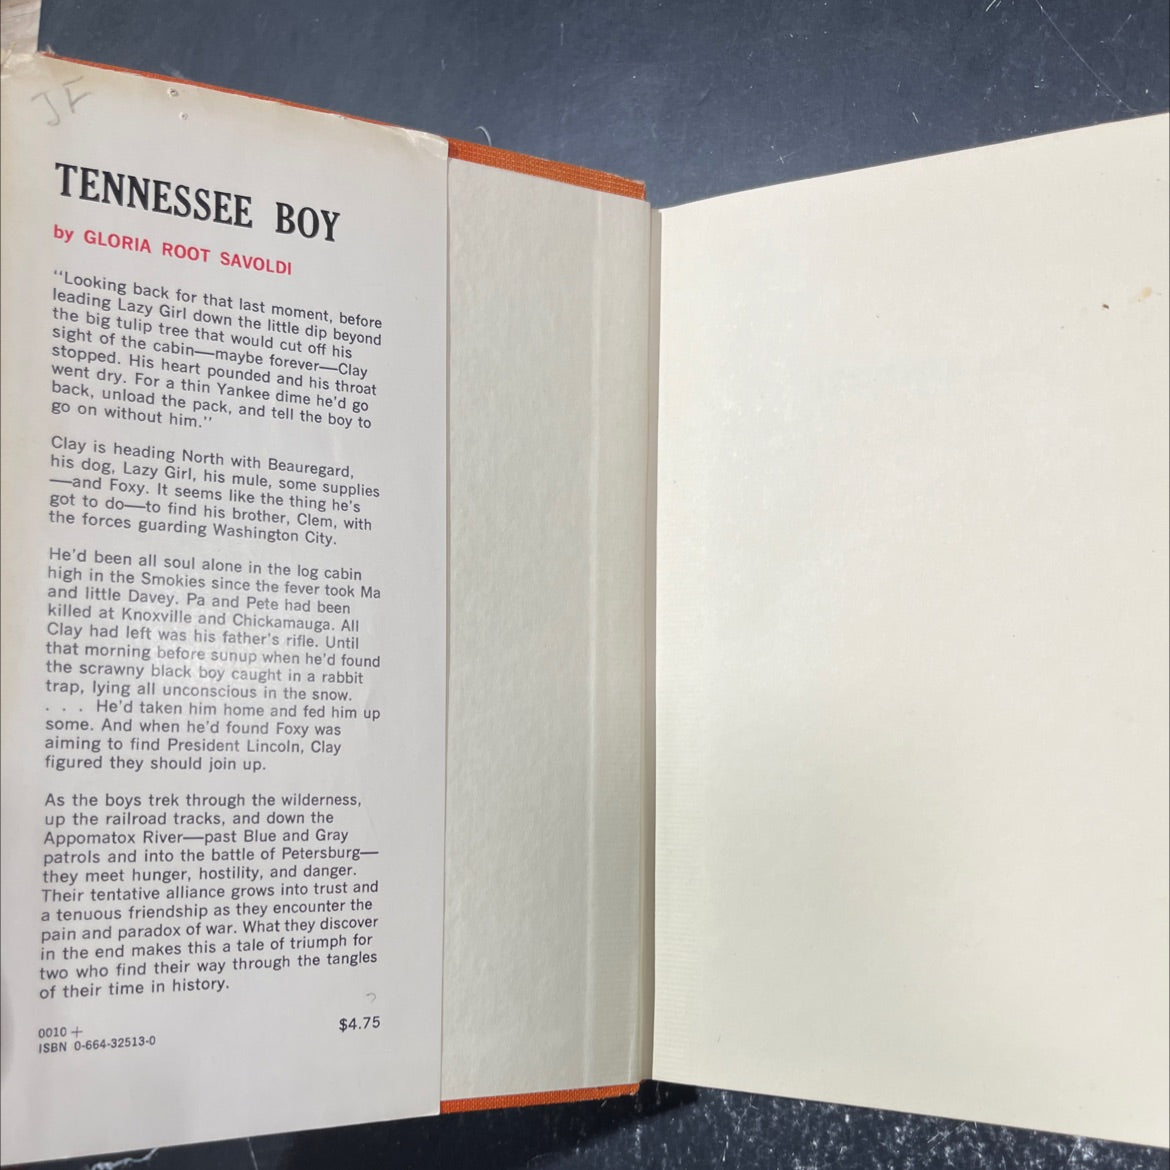 JF
TENNESSEE BOY
by GLORIA ROOT SAVOLDI
“Looking back for that last moment, before
leading Lazy Girl down the little dip beyond
the big tulip tree that would cut off his
sight of the cabin—maybe forever—Clay
stopped. His heart pounded and his throat
went dry. For a thin Yankee dime he’d go
back, unload the pack, and tell the boy to
go on without him.”
Clay is heading North with Beauregard,
his dog, Lazy Girl, his mule, some supplies
—and Foxy. It seems like the thing he’s
got to do—to find his brother, Clem, with
the forces guarding Washington City.
He’d been all soul alone in the log cabin
high in the Smokies since the fever took Ma
and little Davey. Pa and Pete had been
killed at Knoxville and Chickamauga. All
Clay had left was his father’s rifle. Until
that morning before sunup when he’d found
the scrawny black boy caught in a rabbit
trap, lying all unconscious in the snow.
. . . He’d taken him home and fed him up
some. And when he’d found Foxy was
aiming to find President Lincoln, Clay
figured they should join up.
As the boys trek through the wilderness,
up the railroad tracks, and down the
Appomatox River—past Blue and Gray
patrols and into the battle of Petersburg—
they meet hunger, hostility, and danger.
Their tentative alliance grows into trust and
a tenuous friendship as they encounter the
pain and paradox of war. What they discover
in the end makes this a tale of triumph for
two who find their way through the tangles
of their time in history.
0010 +
$4.75
ISBN 0-664-32513-0